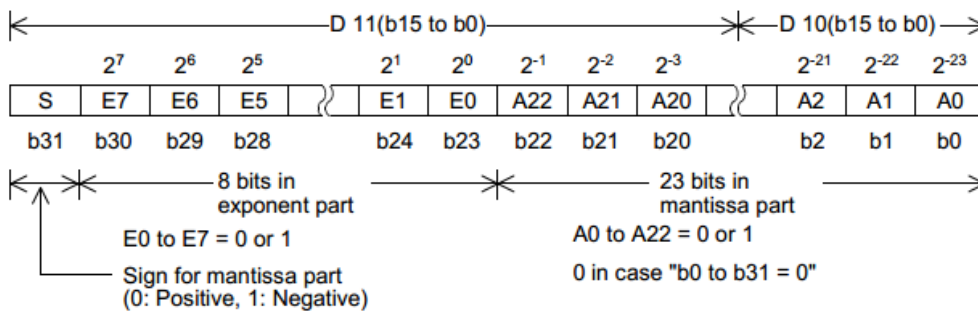 D 11(b15 to b0) D 10(b15 to b0)
2⁷ 2⁶ 2⁵ 2¹ 2⁰ 2⁻¹ 2⁻² 2⁻³ 2⁻²¹ 2⁻²² 2⁻²³
S E7 E6 E5 E1 E0 A22 A21 A20 A2 A1 A0
b31 b30 b29 b28 b24 b23 b22 b21 b20 b2 b1 b0
8 bits in 23 bits in
exponent part mantissa part
E0 to E7 = 0 or 1 A0 to A22 = 0 or 1
Sign for mantissa part 0 in case "b0 to b31 = 0"
(0: Positive, 1: Negative)